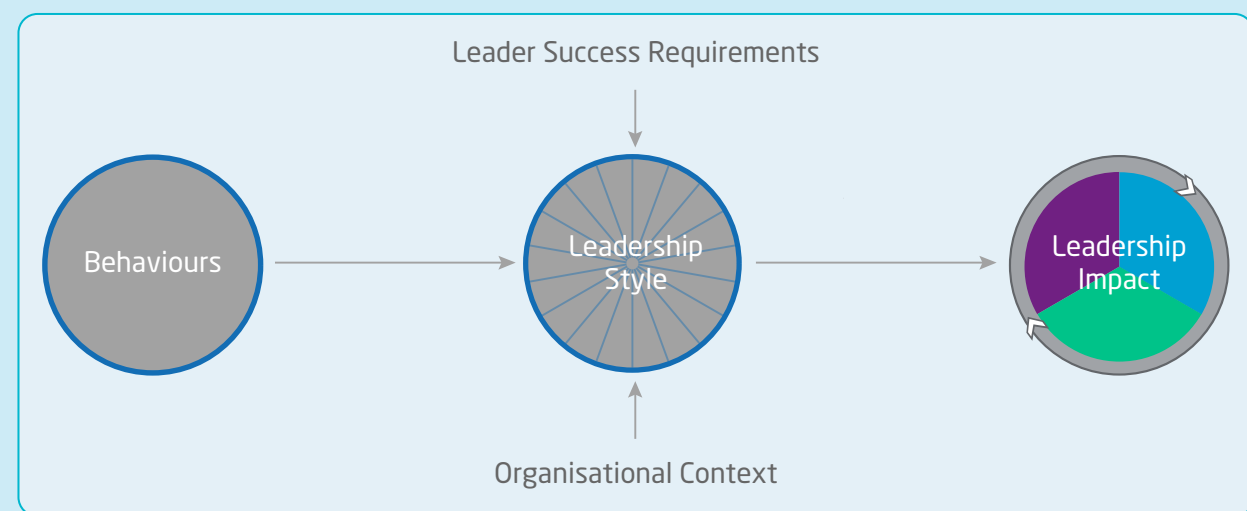 Leader Success Requirements
Behaviours
Leadership
Style
Leadership
Impact
Organisational Context